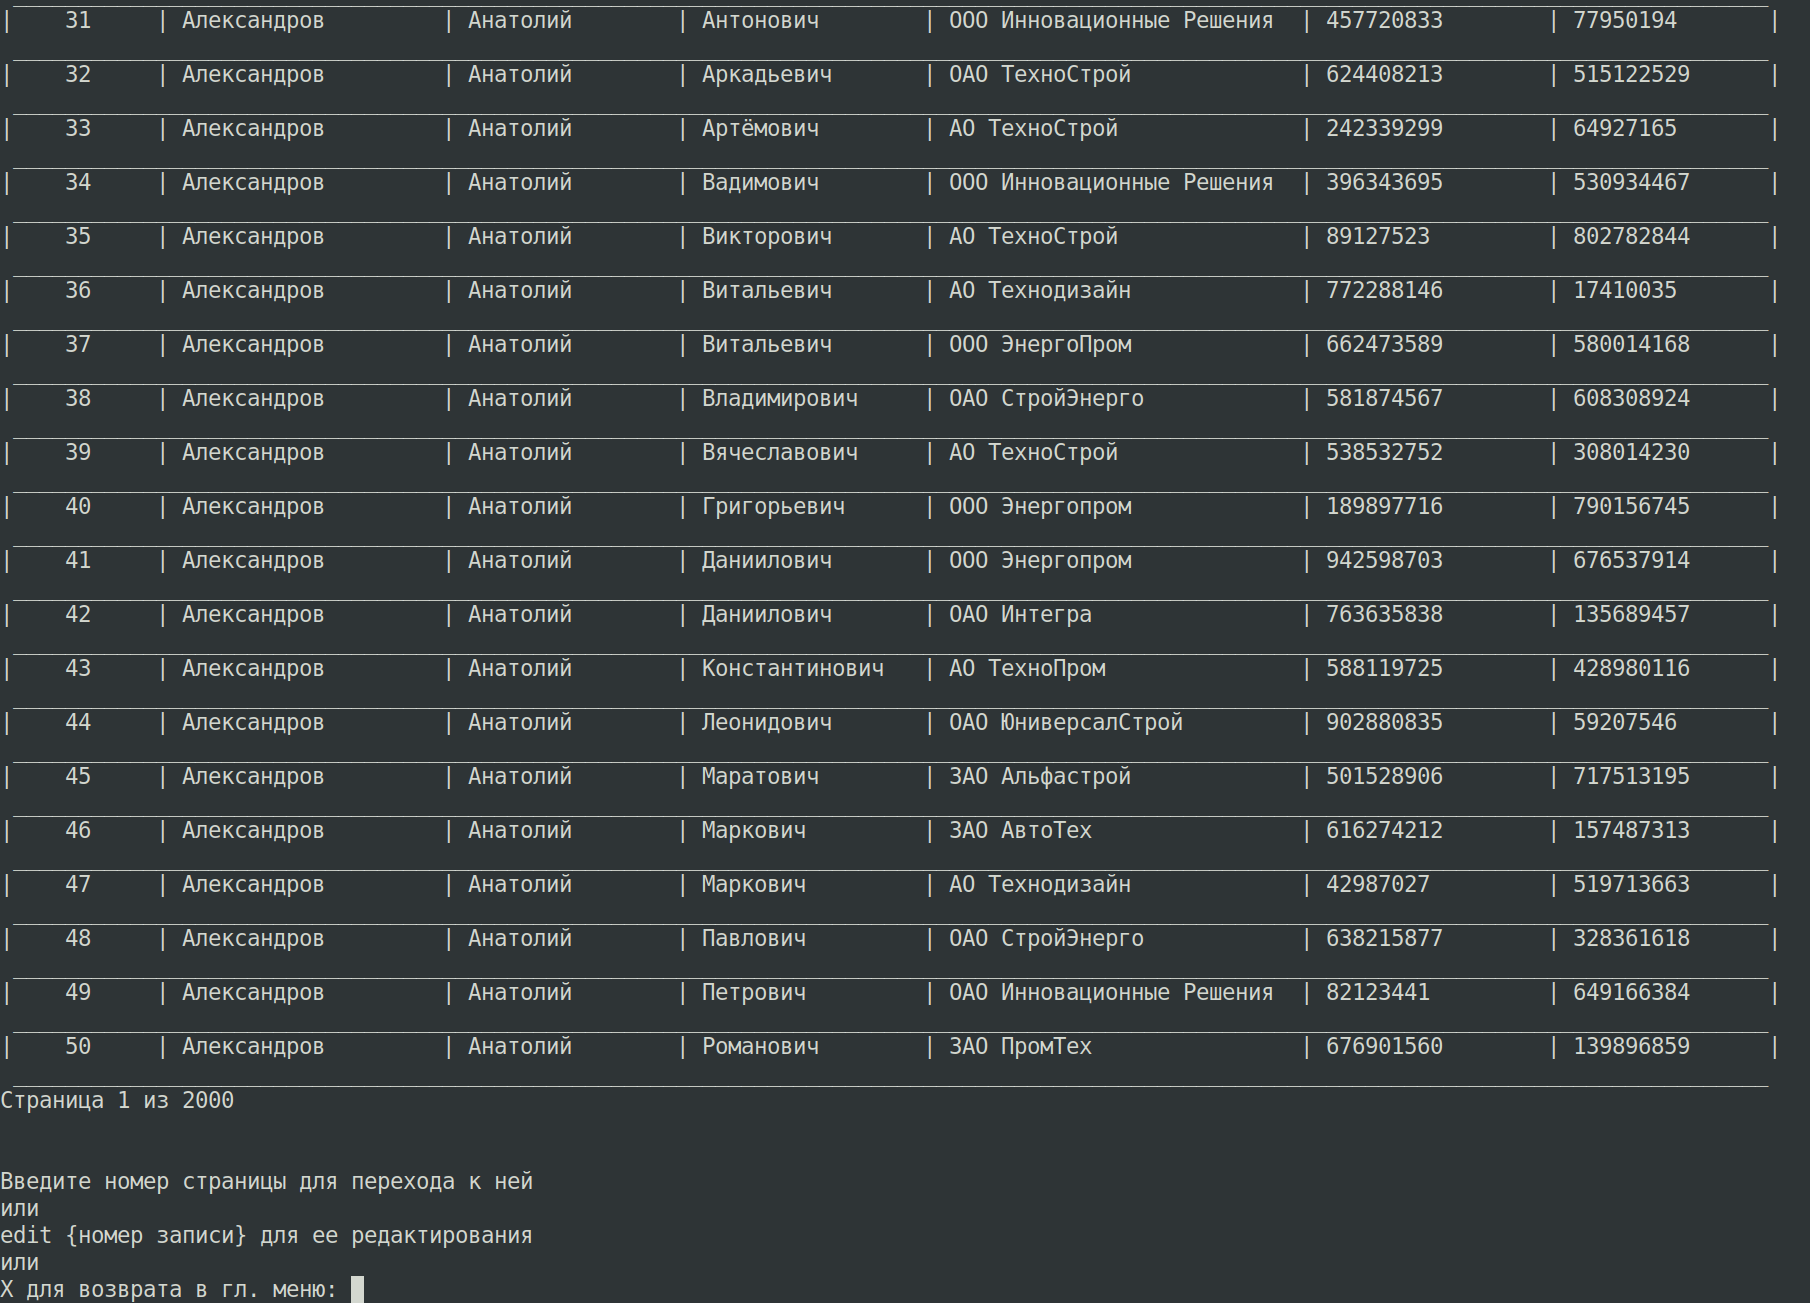 | 31 | Александров | Анатолий | Антонович | ООО Инновационные Решения | 457720833 | 77950194 |
| 32 | Александров | Анатолий | Аркадьевич | ОАО ТехноСтрой | 624408213 | 515122529 |
| 33 | Александров | Анатолий | Артёмович | АО ТехноСтрой | 242339299 | 64927165 |
| 34 | Александров | Анатолий | Вадимович | ООО Инновационные Решения | 396343695 | 530934467 |
| 35 | Александров | Анатолий | Викторович | АО ТехноСтрой | 89127523 | 802782844 |
| 36 | Александров | Анатолий | Витальевич | АО Технодизайн | 772288146 | 17410035 |
| 37 | Александров | Анатолий | Витальевич | ООО ЭнергоПром | 662473589 | 580014168 |
| 38 | Александров | Анатолий | Владимирович | ОАО СтройЭнерго | 581874567 | 608308924 |
| 39 | Александров | Анатолий | Вячеславович | АО ТехноСтрой | 538532752 | 308014230 |
| 40 | Александров | Анатолий | Григорьевич | ООО Энергопром | 189897716 | 790156745 |
| 41 | Александров | Анатолий | Даниилович | ООО Энергопром | 942598703 | 676537914 |
| 42 | Александров | Анатолий | Даниилович | ОАО Интегра | 763635838 | 135689457 |
| 43 | Александров | Анатолий | Константинович | АО ТехноПром | 588119725 | 428980116 |
| 44 | Александров | Анатолий | Леонидович | ОАО ЮниверсалСтрой | 902880835 | 59207546 |
| 45 | Александров | Анатолий | Маратович | ЗАО Альфастрой | 501528906 | 717513195 |
| 46 | Александров | Анатолий | Маркович | ЗАО АвтоТех | 616274212 | 157487313 |
| 47 | Александров | Анатолий | Маркович | АО Технодизайн | 42987027 | 519713663 |
| 48 | Александров | Анатолий | Павлович | ОАО СтройЭнерго | 638215877 | 328361618 |
| 49 | Александров | Анатолий | Петрович | ОАО Инновационные Решения | 82123441 | 649166384 |
| 50 | Александров | Анатолий | Романович | ЗАО ПромТех | 676901560 | 139896859 |
Страница 1 из 2000
Введите номер страницы для перехода к ней
или
edit {номер записи} для ее редактирования
или
X для возврата в гл. меню: